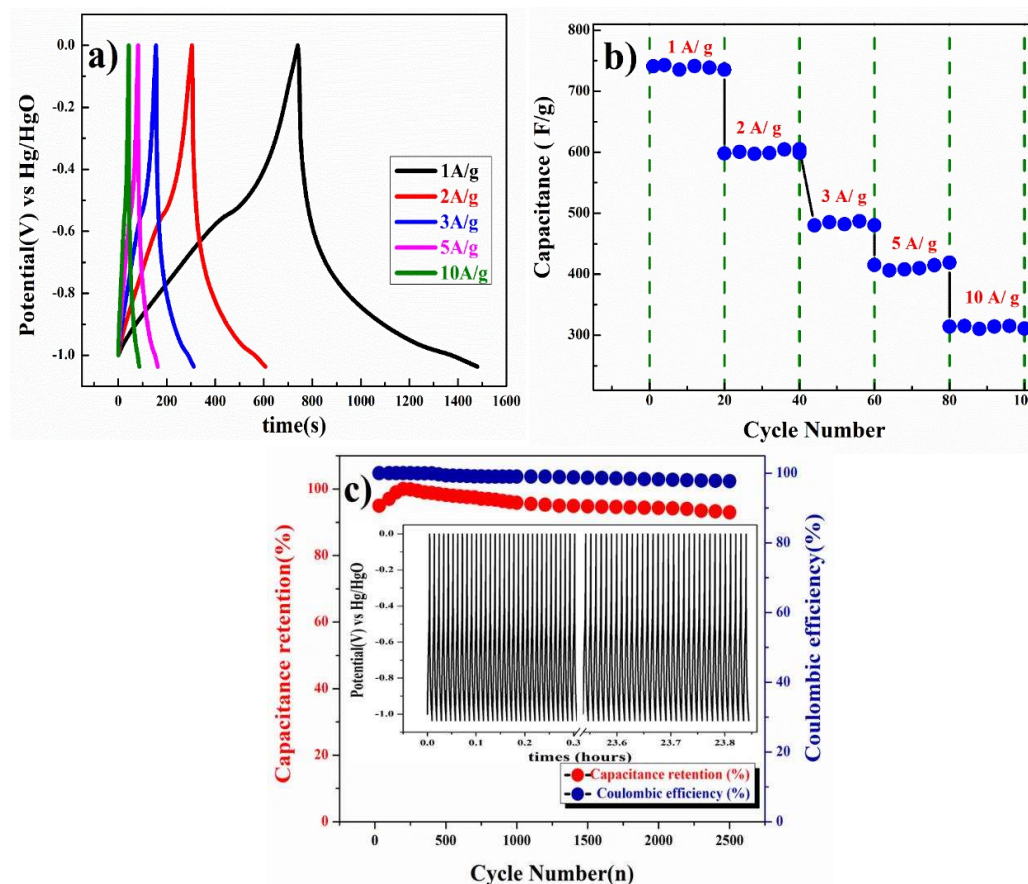 a)
Potential(V) vs Hg/HgO
0.0
-0.2
-0.4
-0.6
-0.8
-1.0
1A/g
2A/g
3A/g
5A/g
10A/g
0 200 400 600 800 1000 1200 1400 1600
time(s)
b)
Capacitance ( F/g)
800
700
600
500
400
300
1 A/ g
2 A/ g
3 A/ g
5 A/ g
10 A/ g
0 20 40 60 80
Cycle Number
c)
Capacitance retention(%)
100
80
60
40
20
0
Potential(V) vs Hg/HgO
0.0
-0.2
-0.4
-0.6
-0.8
-1.0
0.0 0.1 0.2 0.3 23.6 23.7 23.8
times (hours)
Capacitance retention (%)
Coulombic efficiency (%)
100
80
60
40
20
0
Coulombic efficiency(%)
0 500 1000 1500 2000 2500
Cycle Number(n)